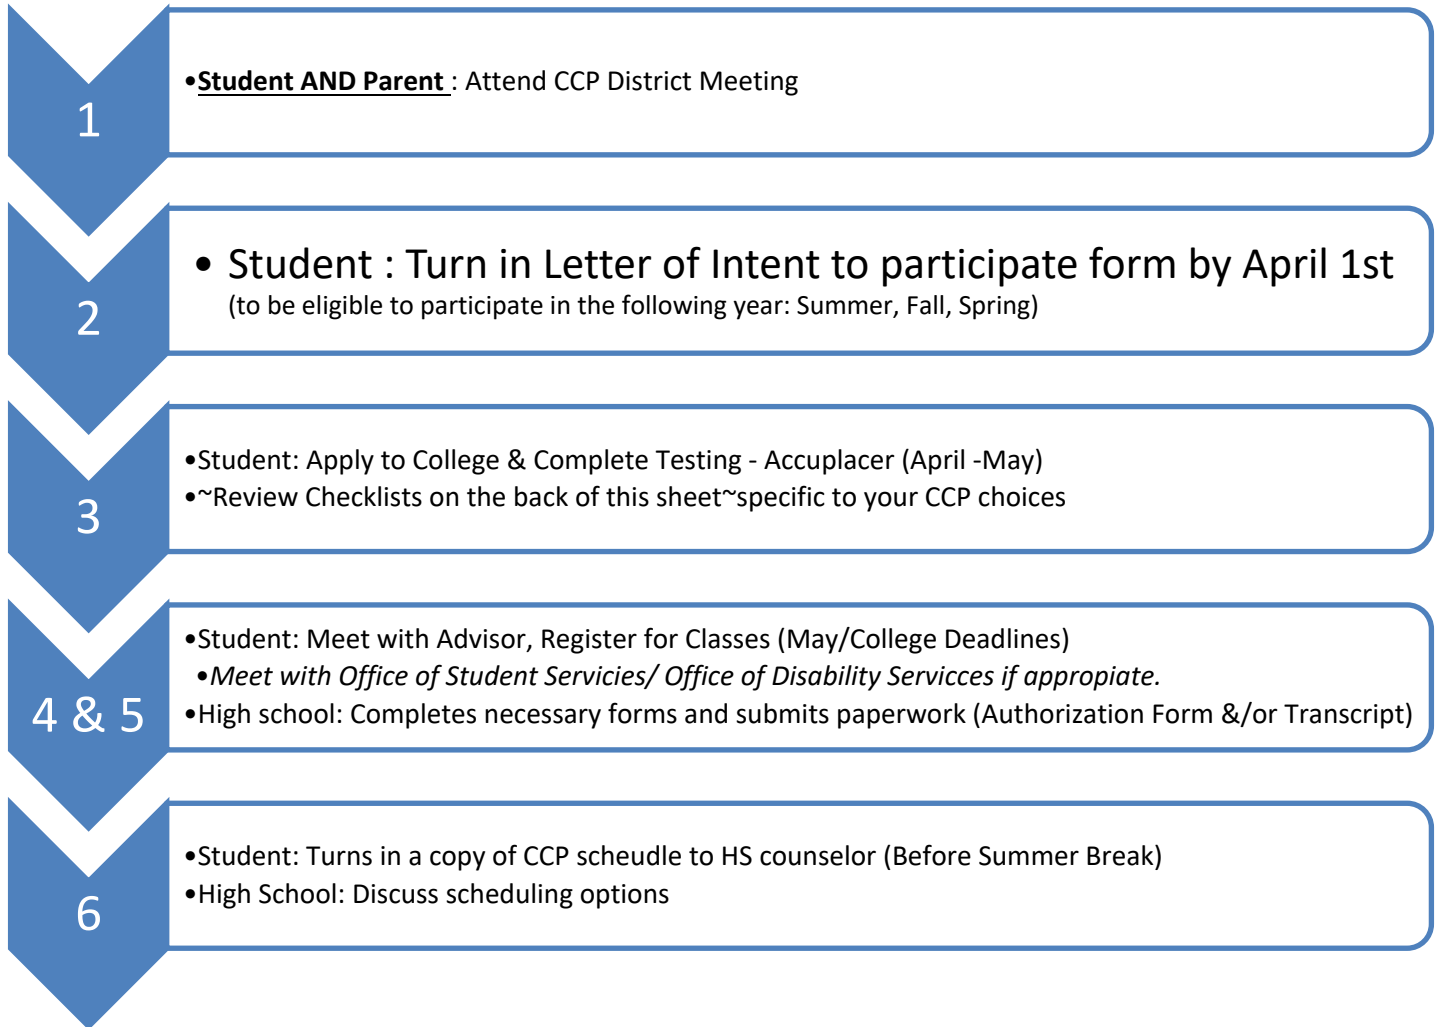 1
•Student AND Parent : Attend CCP District Meeting
2
• Student : Turn in Letter of Intent to participate form by April 1st
(to be eligible to participate in the following year: Summer, Fall, Spring)
3
•Student: Apply to College & Complete Testing - Accuplacer (April -May)
•~Review Checklists on the back of this sheet~specific to your CCP choices
4 & 5
•Student: Meet with Advisor, Register for Classes (May/College Deadlines)
•Meet with Office of Student Servicies/ Office of Disability Servicces if appropiate.
•High school: Completes necessary forms and submits paperwork (Authorization Form &/or Transcript)
6
•Student: Turns in a copy of CCP scheudle to HS counselor (Before Summer Break)
•High School: Discuss scheduling options